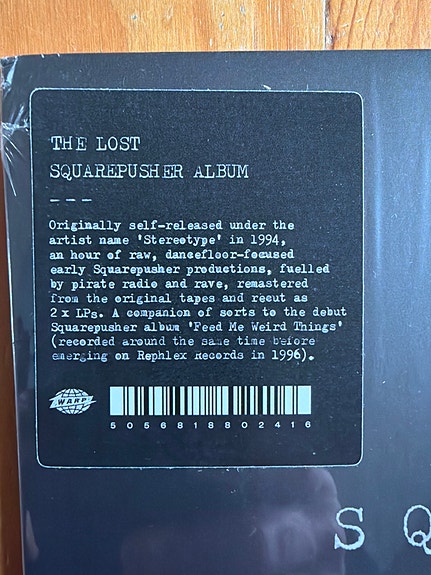 THE LOST
SQUAREPUSHER ALBUM
---
Originally self-released under the
artist name 'Stereotype' in 1994,
an hour of raw, dancefloor-focused
early Squarepusher productions, fuelled
by pirate radio and rave, remastered
from the original tapes and recut as
2 x LPs. A companion of sorts to the debut
Squarepusher album 'Feed Me Weird Things'
(recorded around the same time before
emerging on Rephlex Records in 1996).
WARP
5056818802416
S Q